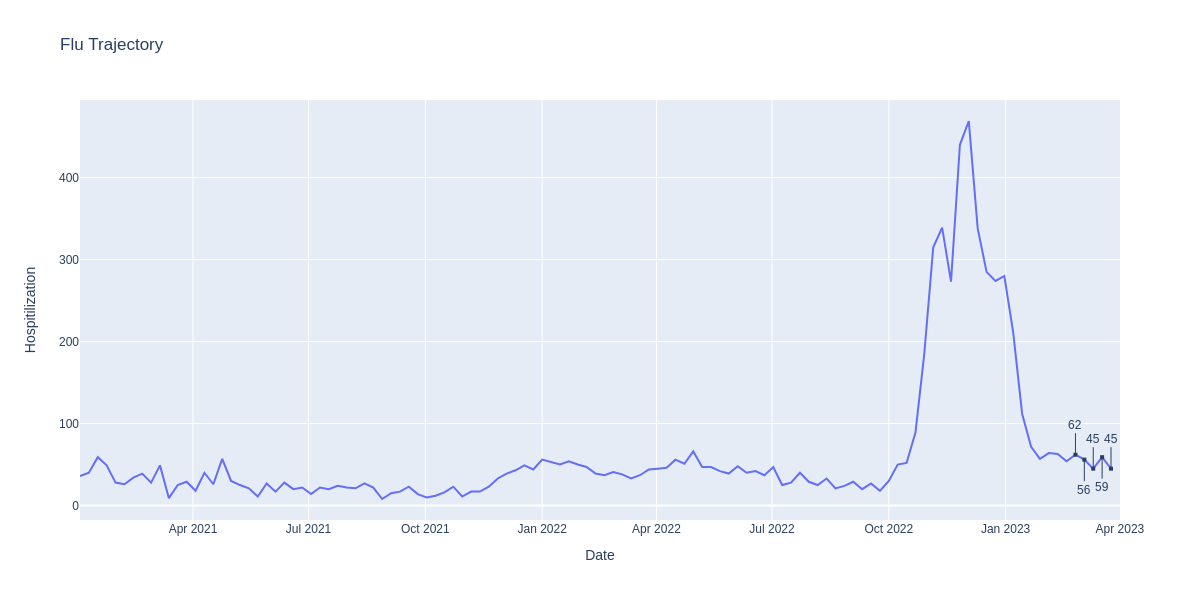 Flu Trajectory
Hospitilization
400
300
200
100
0
62
45
45
56
59
Apr 2021
Jul 2021
Oct 2021
Jan 2022
Apr 2022
Jul 2022
Oct 2022
Jan 2023
Apr 2023
Date